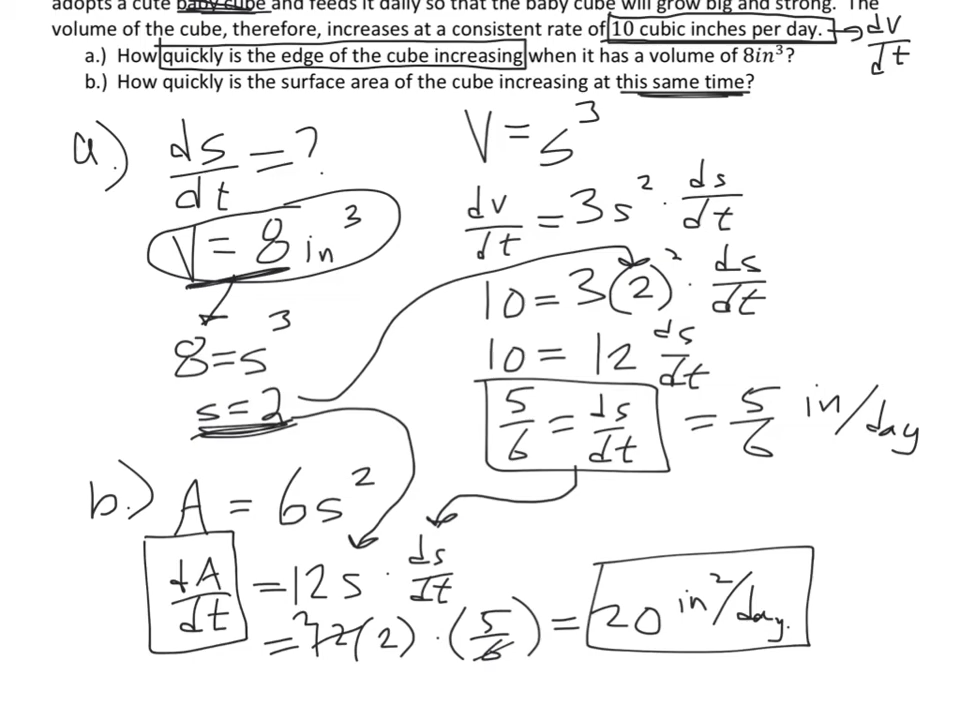 adopts a cute baby cube and feeds it daily so that the baby cube will grow big and strong. The
volume of the cube, therefore, increases at a consistent rate of 10 cubic inches per day. → dV/dt
a.) How quickly is the edge of the cube increasing when it has a volume of 8in³?
b.) How quickly is the surface area of the cube increasing at this same time?
a.) ds/dt = ?
V = 8 in³
8 = s³
s = 2
V = s³
dv/dt = 3s² · ds/dt
10 = 3(2)² · ds/dt
10 = 12 ds/dt
5/6 = ds/dt = 5/6 in/day
b.) A = 6s²
dA/dt = 12s · ds/dt
= 2 12(2) · (5/6) = 20 in²/day.